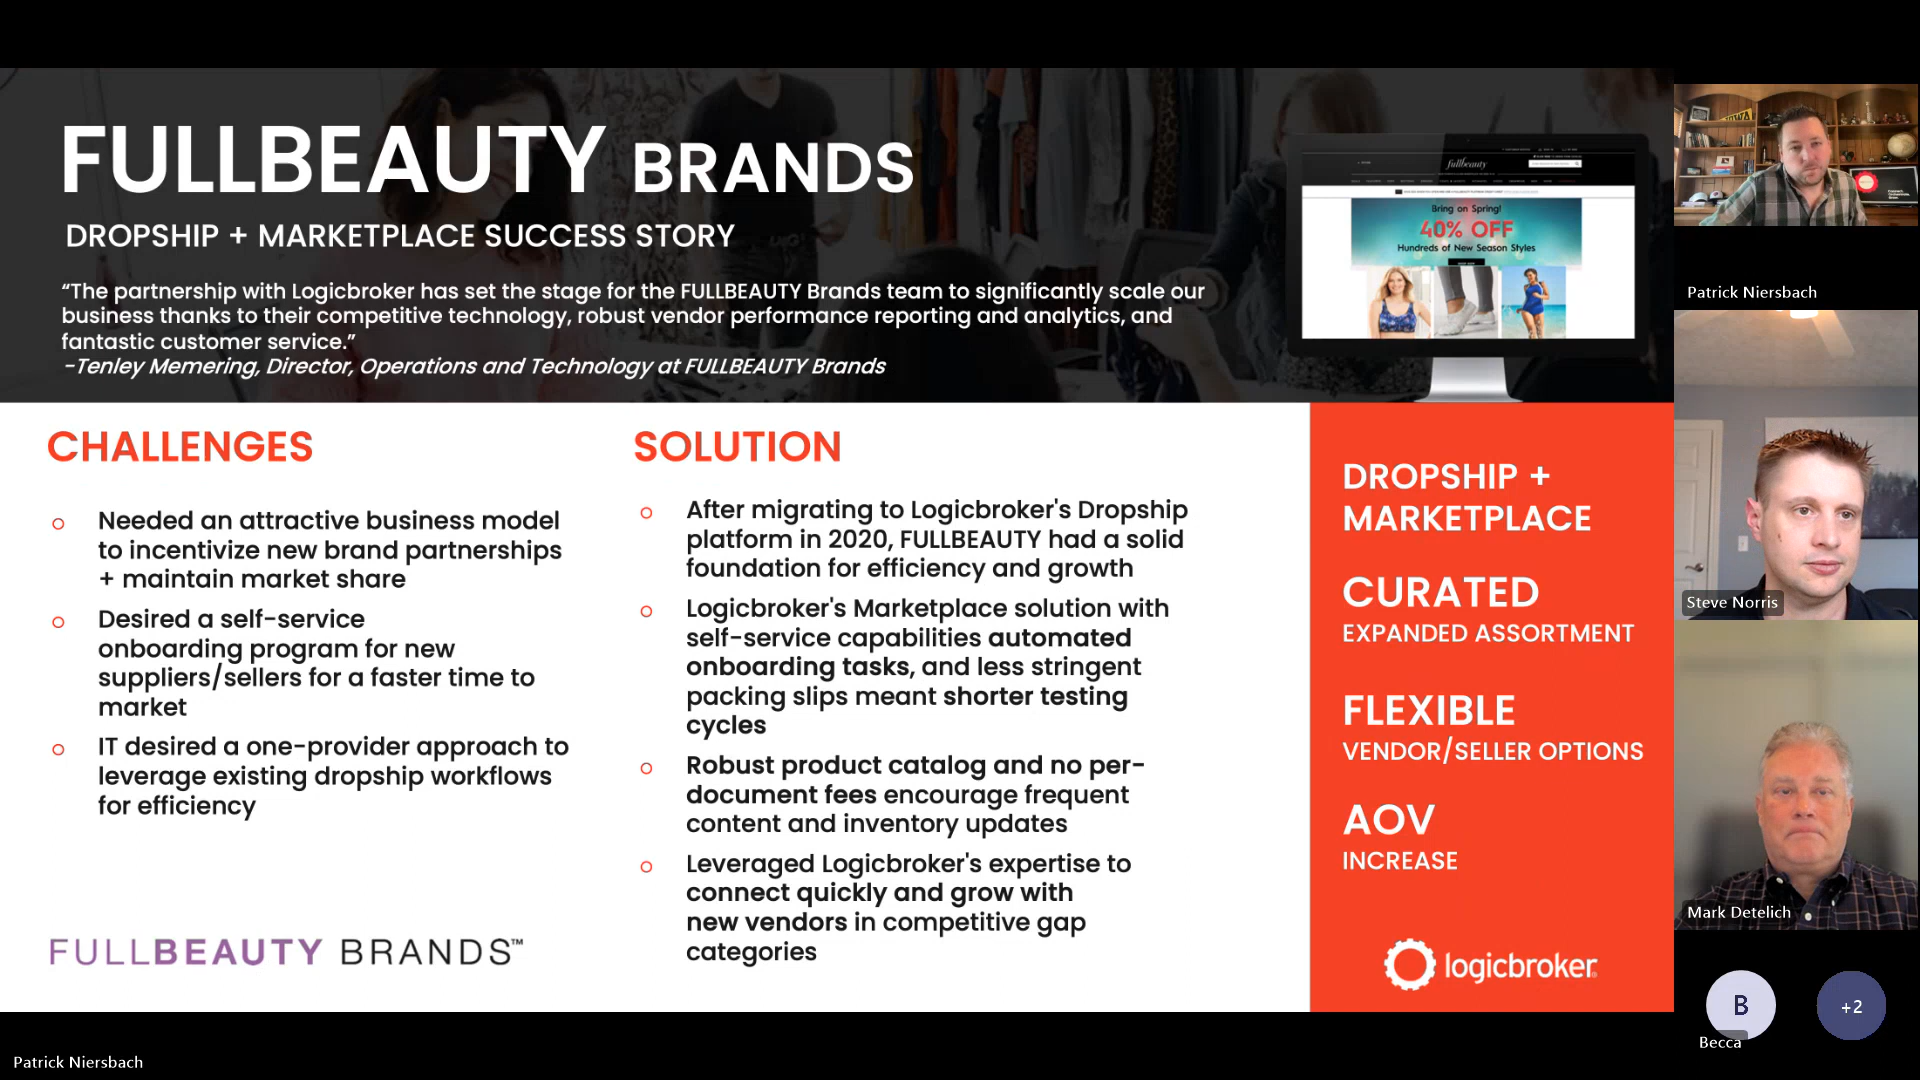 FULLBEAUTY BRANDS
DROPSHIP + MARKETPLACE SUCCESS STORY
“The partnership with Logicbroker has set the stage for the FULLBEAUTY Brands team to significantly scale our
business thanks to their competitive technology, robust vendor performance reporting and analytics, and
fantastic customer service.”
-Tenley Memering, Director, Operations and Technology at FULLBEAUTY Brands
fullbeauty
Bring on Spring!
40% OFF
Hundreds of New Season Styles
CHALLENGES
Needed an attractive business model
to incentivize new brand partnerships
+ maintain market share
Desired a self-service
onboarding program for new
suppliers/sellers for a faster time to
market
IT desired a one-provider approach to
leverage existing dropship workflows
for efficiency
FULLBEAUTY BRANDS™
SOLUTION
After migrating to Logicbroker's Dropship
platform in 2020, FULLBEAUTY had a solid
foundation for efficiency and growth
Logicbroker's Marketplace solution with
self-service capabilities automated
onboarding tasks, and less stringent
packing slips meant shorter testing
cycles
Robust product catalog and no per-
document fees encourage frequent
content and inventory updates
Leveraged Logicbroker's expertise to
connect quickly and grow with
new vendors in competitive gap
categories
DROPSHIP +
MARKETPLACE
CURATED
EXPANDED ASSORTMENT
FLEXIBLE
VENDOR/SELLER OPTIONS
AOV
INCREASE
logicbroker
Patrick Niersbach
Steve Norris
Mark Detelich
B
+2
Becca
Patrick Niersbach